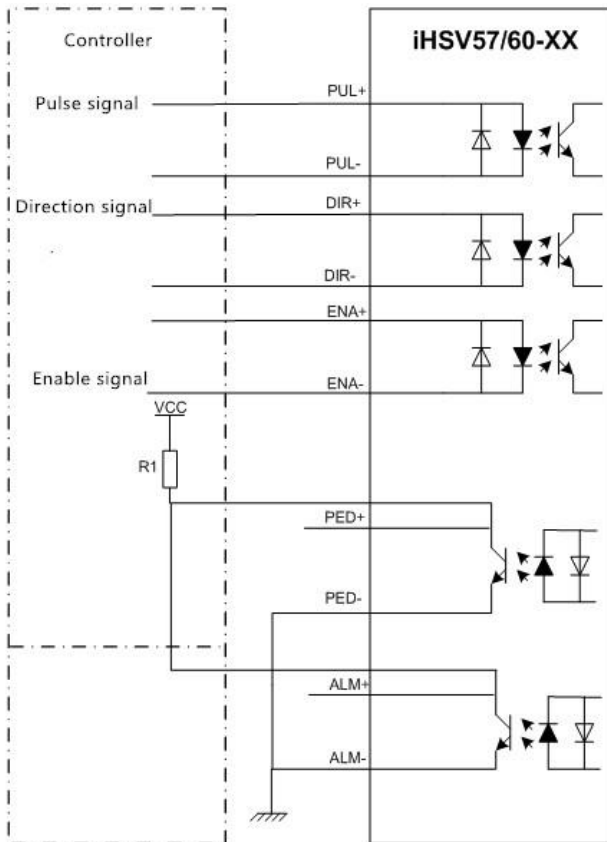 Controller
iHSV57/60-XX
PUL+
Pulse signal
PUL-
Direction signal
DIR+
DIR-
ENA+
Enable signal
ENA-
VCC
R1
PED+
PED-
ALM+
ALM-